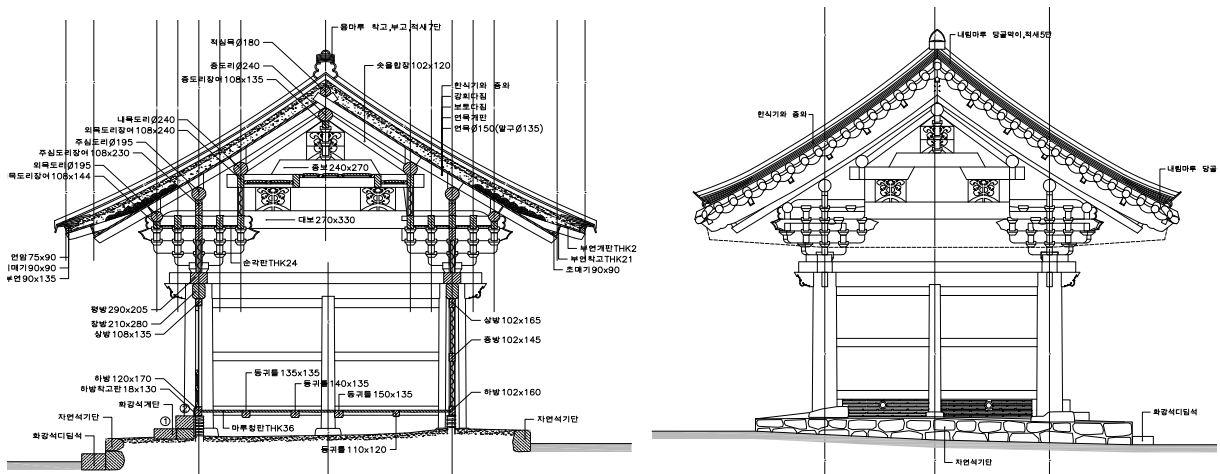 용마루 착고,부고,적새7단
적심목Ø180
종도리Ø240
종도리장여108x135
솟을합장102x120
한식기와 중와
강회다짐
보토다짐
연목개판
연목Ø150(말구Ø135)
내목도리Ø240
외목도리장여108x240
주심도리Ø195
주심도리장여108x230
외목도리Ø195
목도리장여108x144
종보240x270
대보270x330
연암75x90
매기90x90
부연90x135
순각판THK24
부연개판THK2
부연착고THK21
초매기90x90
평방290x205
창방210x280
상방108x135
상방102x165
중방102x145
하방120x170
하방착고판18x130
화강석계단
자연석기단
화강석디딤석
①
②
동귀틀135x135
동귀틀140x135
동귀틀150x135
하방102x160
자연석기단
마루청판THK36
동귀틀110x120
내림마루 당골막이,적새5단
한식기와 중와
내림마루 당골
화강석디딤석
자연석기단